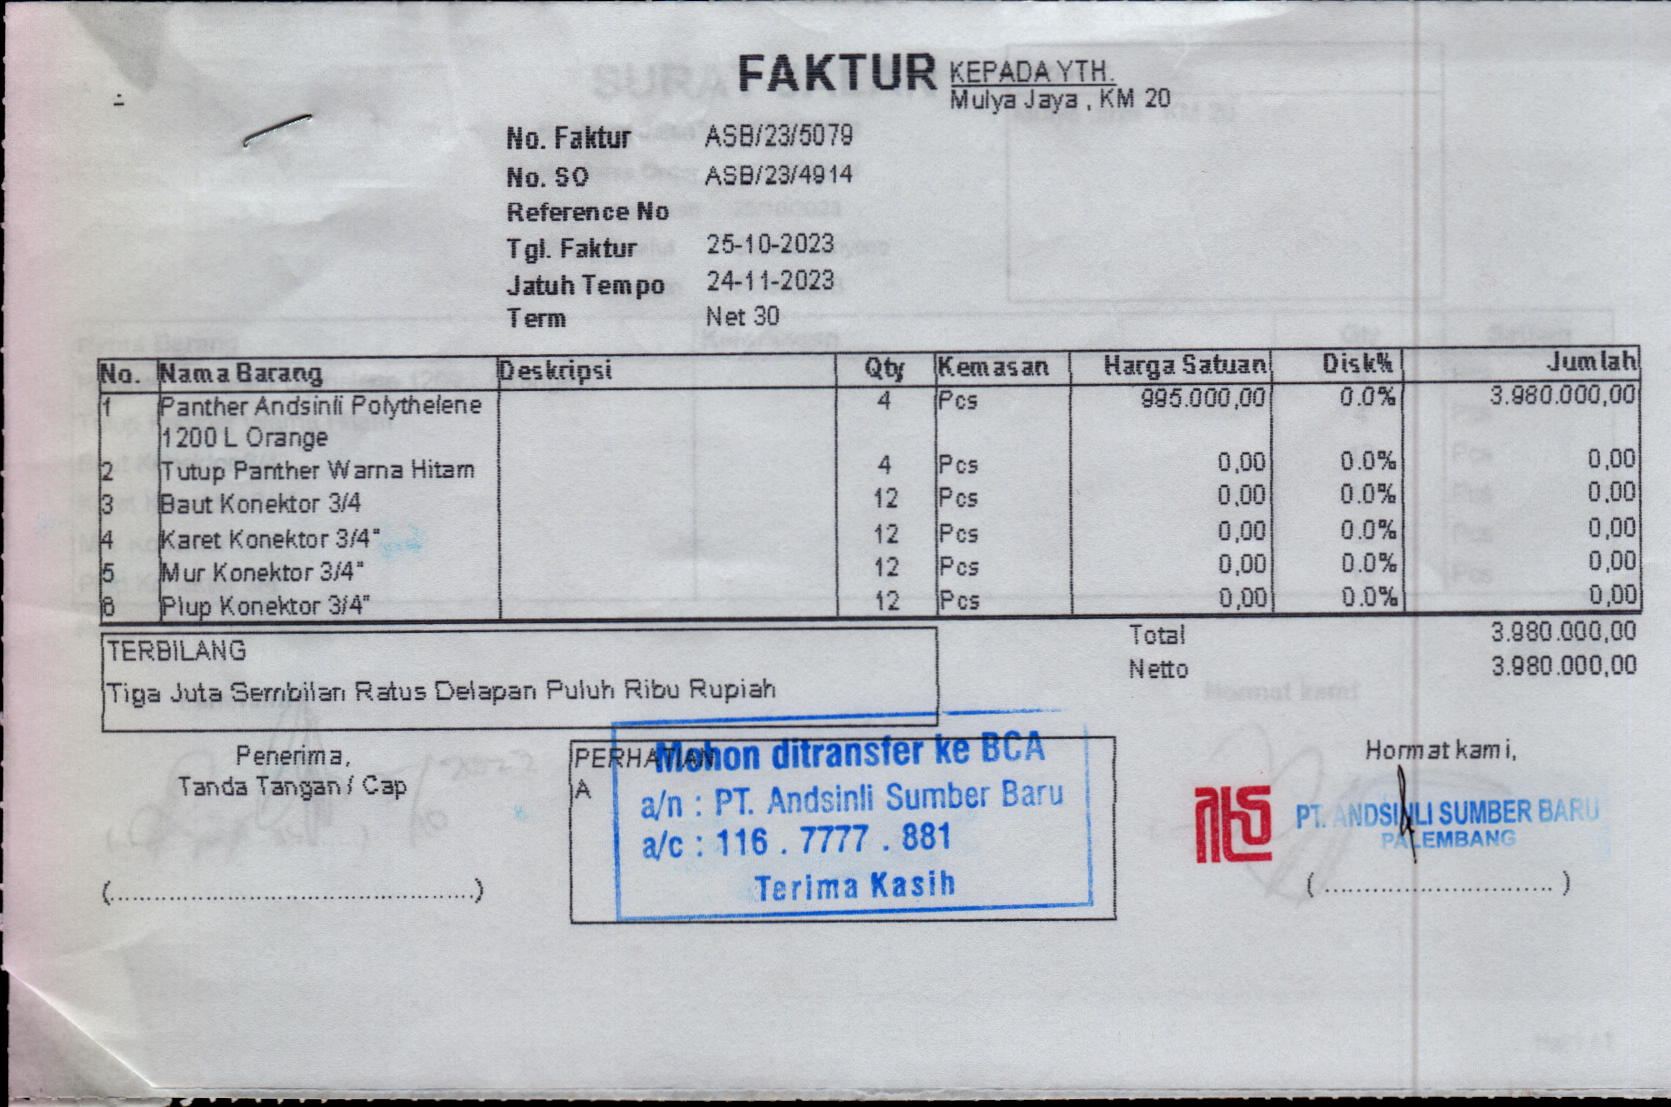 FAKTUR
KEPADA YTH.
Mulya Jaya , KM 20
No. Faktur ASB/23/5079
No. SO ASB/23/4914
Reference No
Tgl. Faktur 25-10-2023
Jatuh Tempo 24-11-2023
Term Net 30
No. Nama Barang Deskripsi Qty Kemasan Harga Satuan Disk% Jumlah
1 Panther Andsinli Polythelene 4 Pcs 995.000,00 0.0% 3.980.000,00
1200 L Orange
2 Tutup Panther Warna Hitam 4 Pcs 0,00 0.0% 0,00
3 Baut Konektor 3/4 12 Pcs 0,00 0.0% 0,00
4 Karet Konektor 3/4" 12 Pcs 0,00 0.0% 0,00
5 Mur Konektor 3/4" 12 Pcs 0,00 0.0% 0,00
6 Plup Konektor 3/4" 12 Pcs 0,00 0.0% 0,00
Total 3.980.000,00
Netto 3.980.000,00
TERBILANG
Tiga Juta Sembilan Ratus Delapan Puluh Ribu Rupiah
Penerima,
Tanda Tangan / Cap
(..................................................)
PERHATIAN
A
Mohon ditransfer ke BCA
a/n : PT. Andsinli Sumber Baru
a/c : 116 . 7777 . 881
Terima Kasih
Hormat kami,
PT. ANDSINLI SUMBER BARU
PALEMBANG
(.............................. )